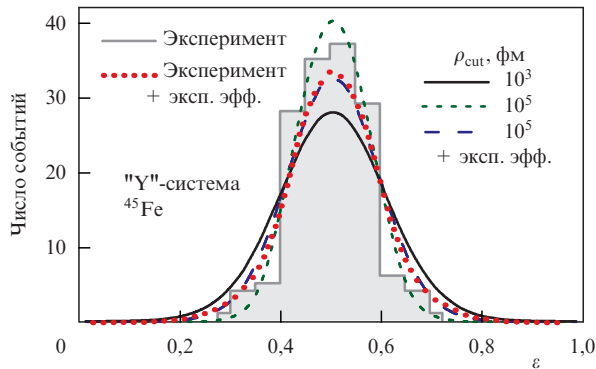 40
30
20
10
0
0,2
0,4
0,6
0,8
1,0
ε
Число событий
Эксперимент
Эксперимент
+ эксп. эфф.
"Y"-система
⁴⁵Fe
ρcut, фм
10³
10⁵
10⁵
+ эксп. эфф.